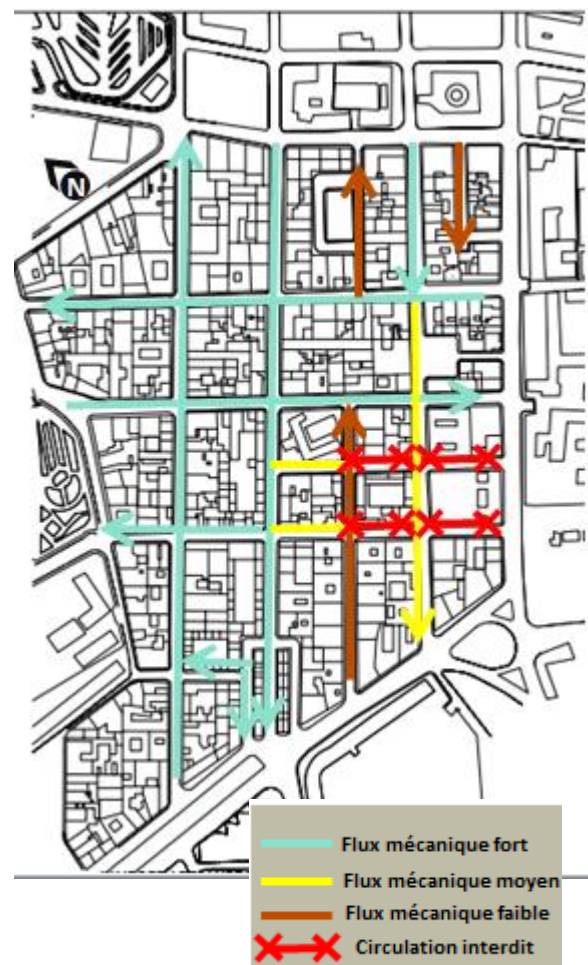 N
Flux mécanique fort
Flux mécanique moyen
Flux mécanique faible
Circulation interdit